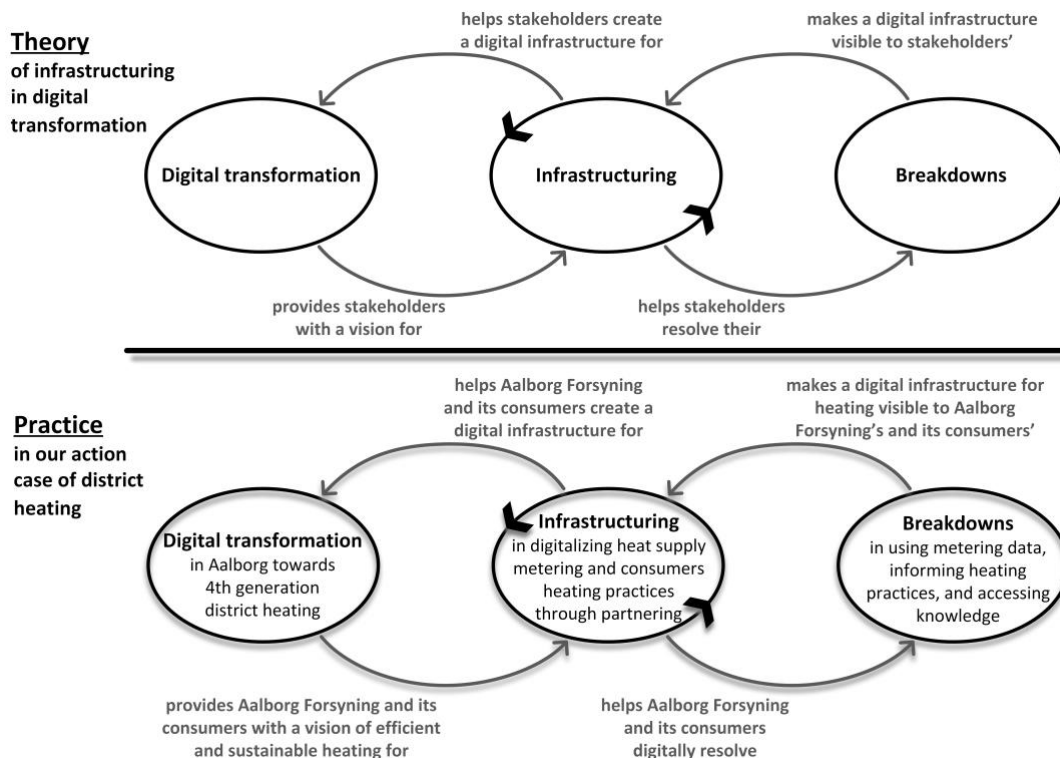 Theory
of infrastructuring
in digital
transformation
helps stakeholders create
a digital infrastructure for
makes a digital infrastructure
visible to stakeholders’
Digital transformation
Infrastructuring
Breakdowns
provides stakeholders
with a vision for
helps stakeholders
resolve their
Practice
in our action
case of district
heating
helps Aalborg Forsyning
and its consumers create a
digital infrastructure for
makes a digital infrastructure for
heating visible to Aalborg
Forsyning’s and its consumers’
Digital transformation
in Aalborg towards
4th generation
district heating
Infrastructuring
in digitalizing heat supply
metering and consumers
heating practices
through partnering
Breakdowns
in using metering data,
informing heating
practices, and accessing
knowledge
provides Aalborg Forsyning and its
consumers with a vision of efficient
and sustainable heating for
helps Aalborg Forsyning
and its consumers
digitally resolve